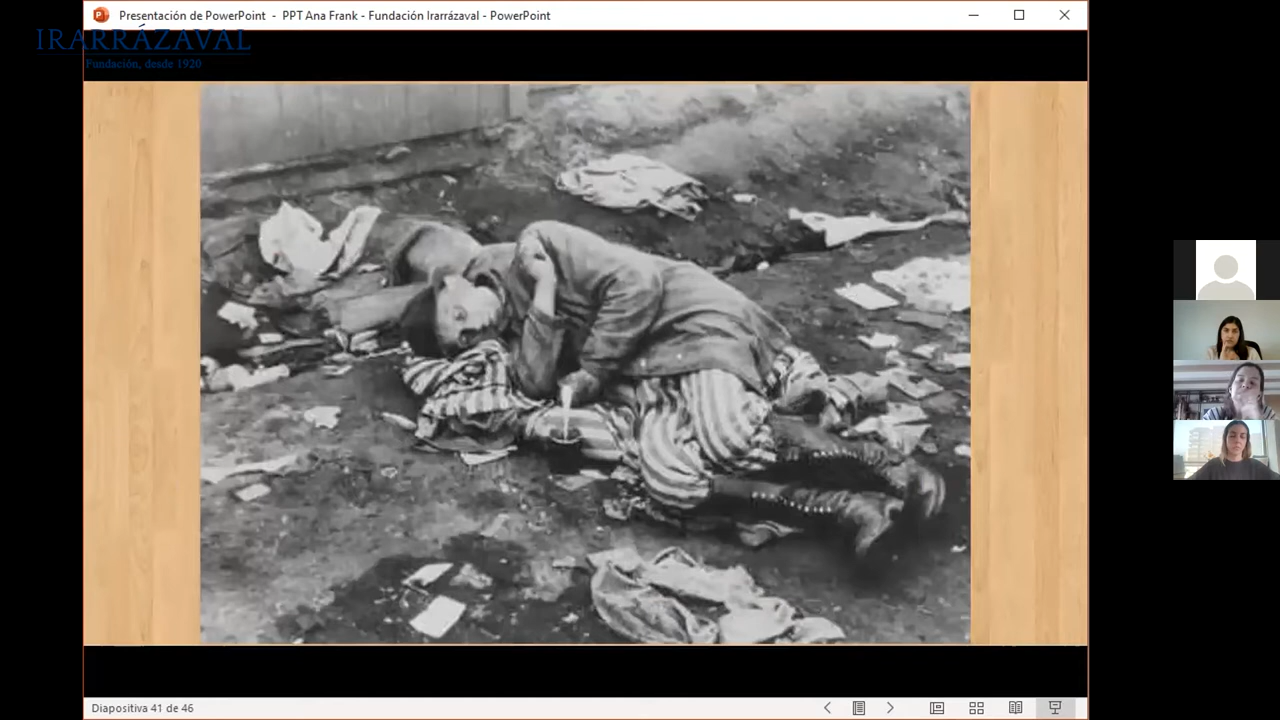 Presentación de PowerPoint - PPT Ana Frank - Fundación Irarrázaval - PowerPoint
IRARRÁZAVAL
Fundación, desde 1920
Diapositiva 41 de 46